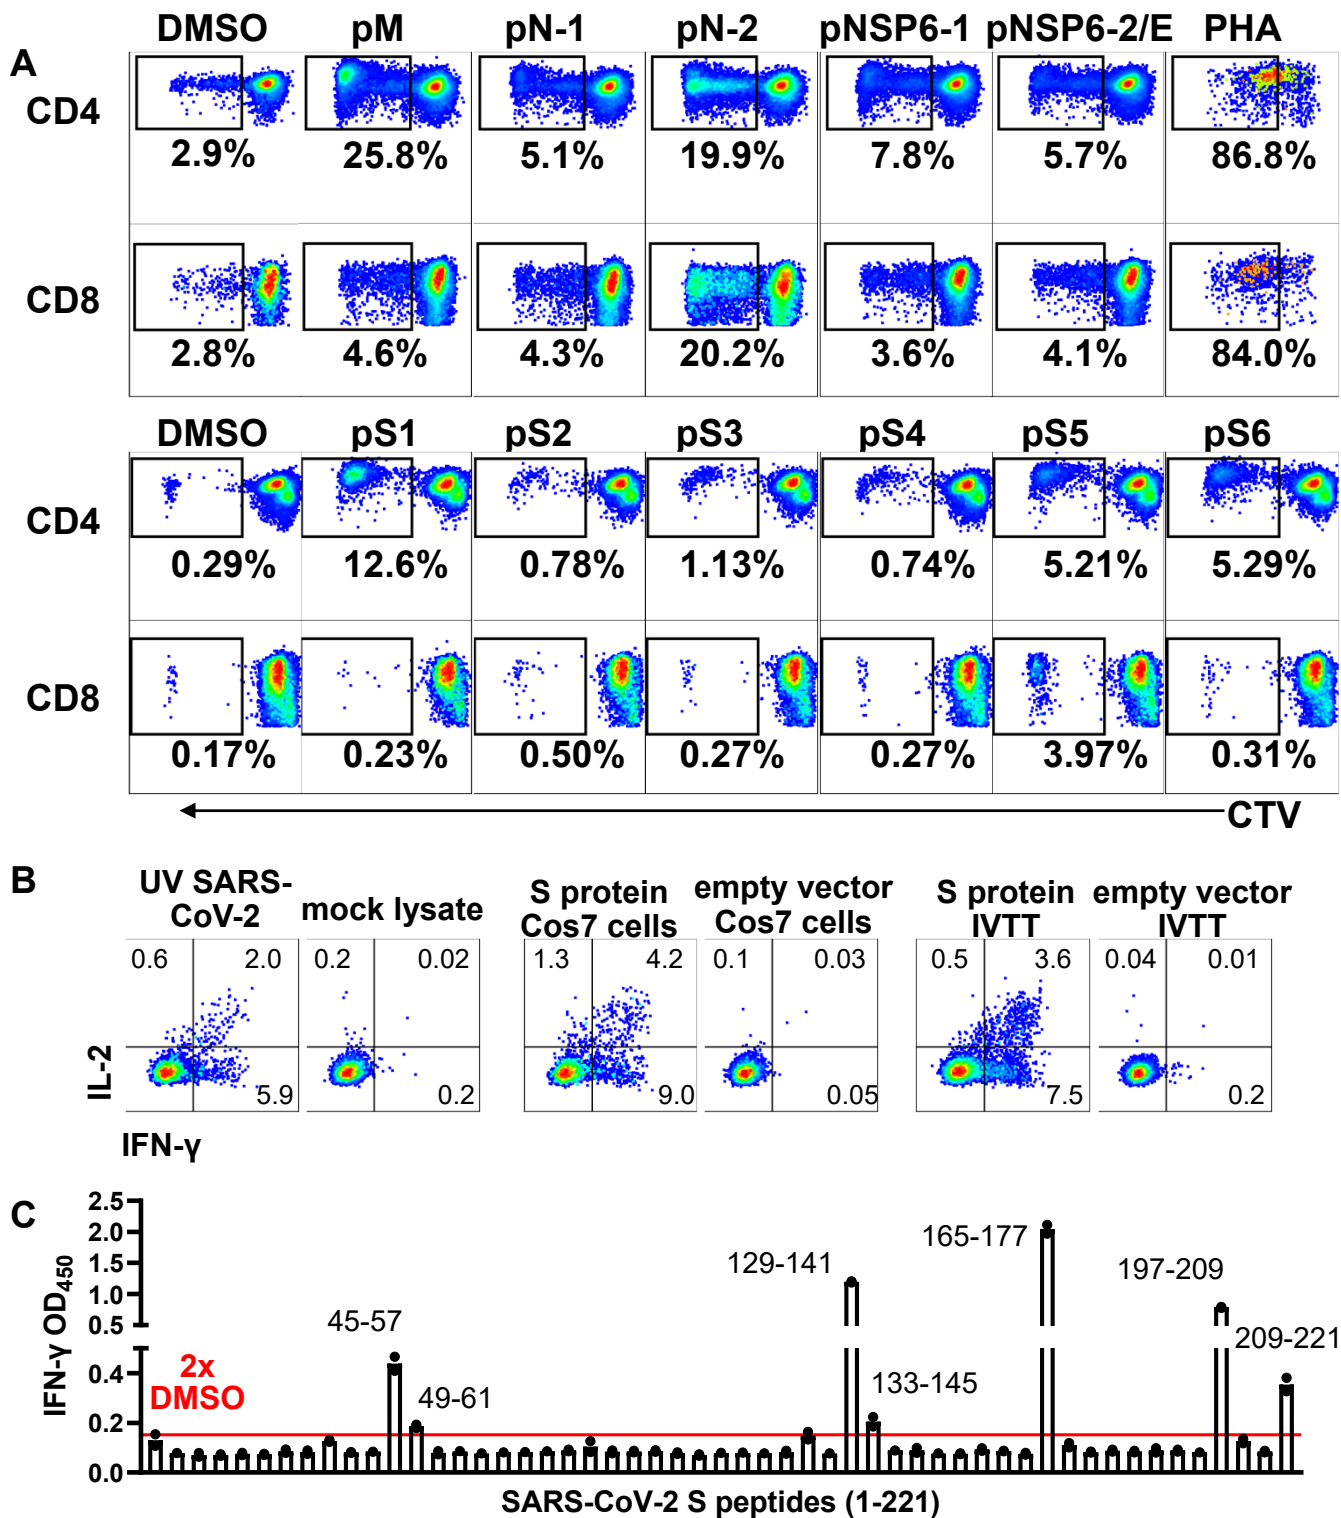 DMSO pM pN-1 pN-2 pNSP6-1 pNSP6-2/E PHA
A
CD4
2.9% 25.8% 5.1% 19.9% 7.8% 5.7% 86.8%
CD8
2.8% 4.6% 4.3% 20.2% 3.6% 4.1% 84.0%
DMSO pS1 pS2 pS3 pS4 pS5 pS6
CD4
0.29% 12.6% 0.78% 1.13% 0.74% 5.21% 5.29%
CD8
0.17% 0.23% 0.50% 0.27% 0.27% 3.97% 0.31%
CTV
B
UV SARS-
CoV-2
mock lysate
S protein
Cos7 cells
empty vector
Cos7 cells
S protein
IVTT
empty vector
IVTT
0.6 2.0 0.2 0.02 1.3 4.2 0.1 0.03 0.5 3.6 0.04 0.01
IL-2
5.9 0.2 9.0 0.05 7.5 0.2
IFN-γ
C
IFN-γ OD450
2.5
2.0
1.5
1.0
0.5
0.4
0.2
0.0
2x
DMSO
45-57
49-61
129-141
133-145
165-177
197-209
209-221
SARS-CoV-2 S peptides (1-221)